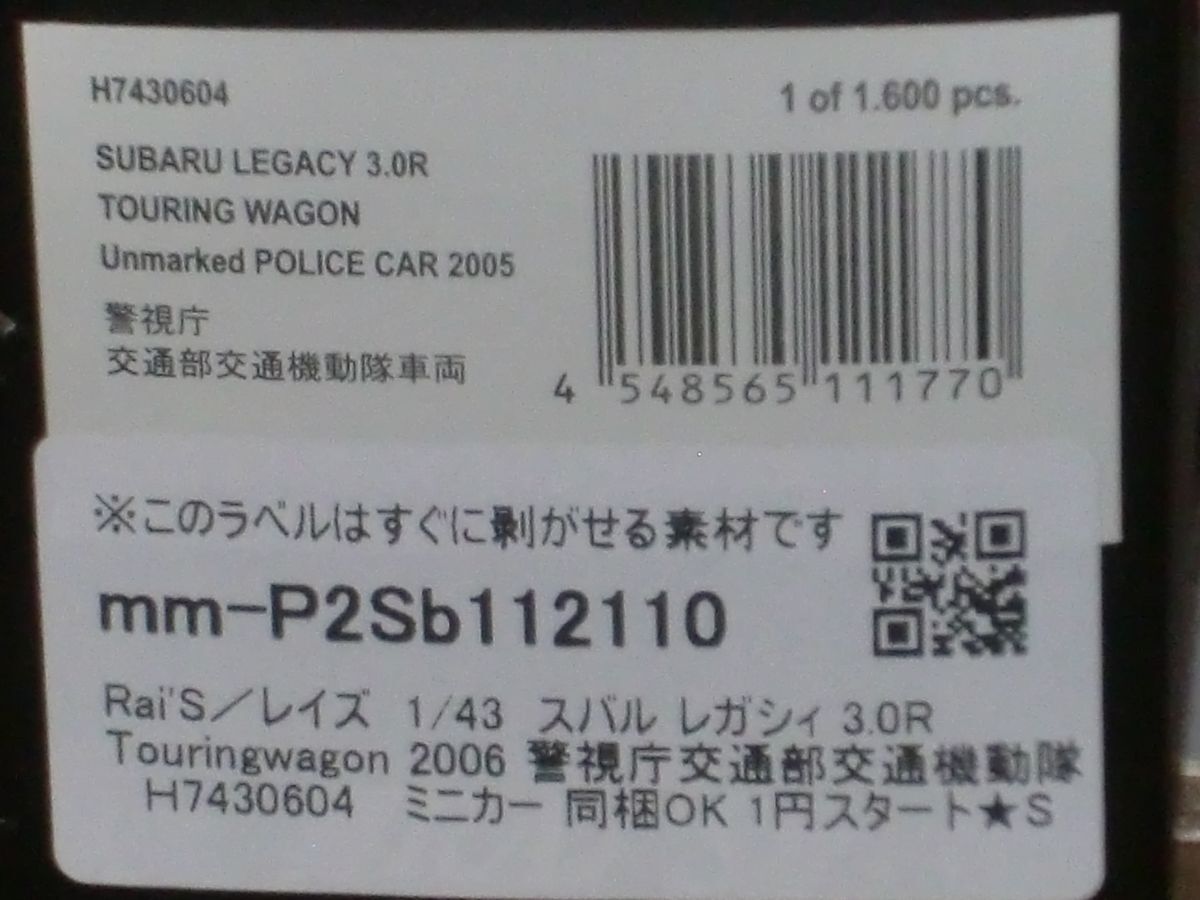 H7430604
1 of 1.600 pcs.
SUBARU LEGACY 3.0R
TOURING WAGON
Unmarked POLICE CAR 2005
警視庁
交通部交通機動隊車両
4 548565 111770
※このラベルはすぐに剥がせる素材です
mm-P2Sb112110
Rai'S／レイズ 1/43 スバル レガシィ 3.0R
Touringwagon 2006 警視庁交通部交通機動隊
H7430604 ミニカー 同梱OK 1円スタート★S